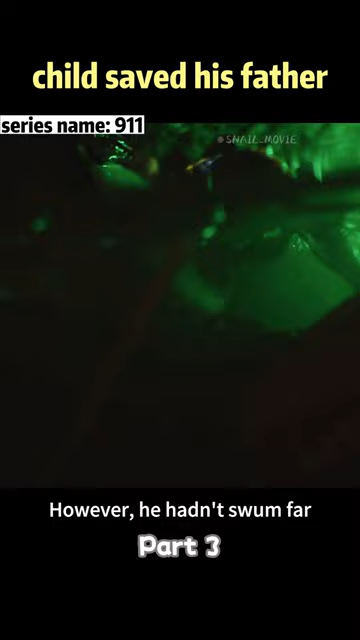 child saved his father
series name: 911
@SNAIL_MOVIE
However, he hadn't swum far
Part 3